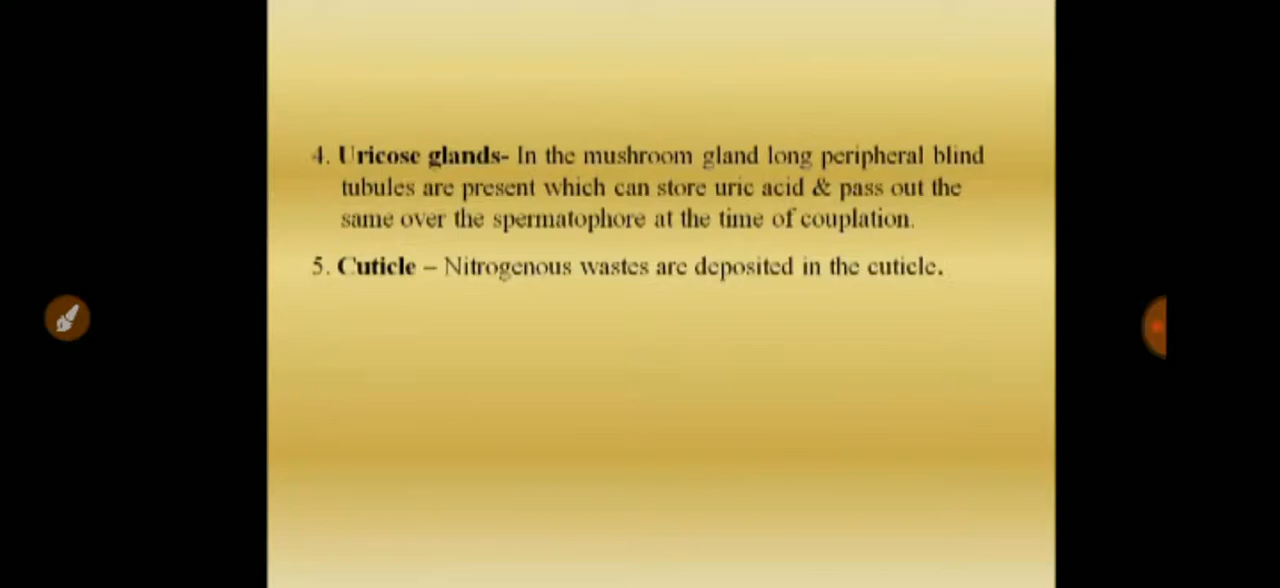 4. Uricose glands- In the mushroom gland long peripheral blind
tubules are present which can store uric acid & pass out the
same over the spermatophore at the time of couplation.
5. Cuticle – Nitrogenous wastes are deposited in the cuticle.